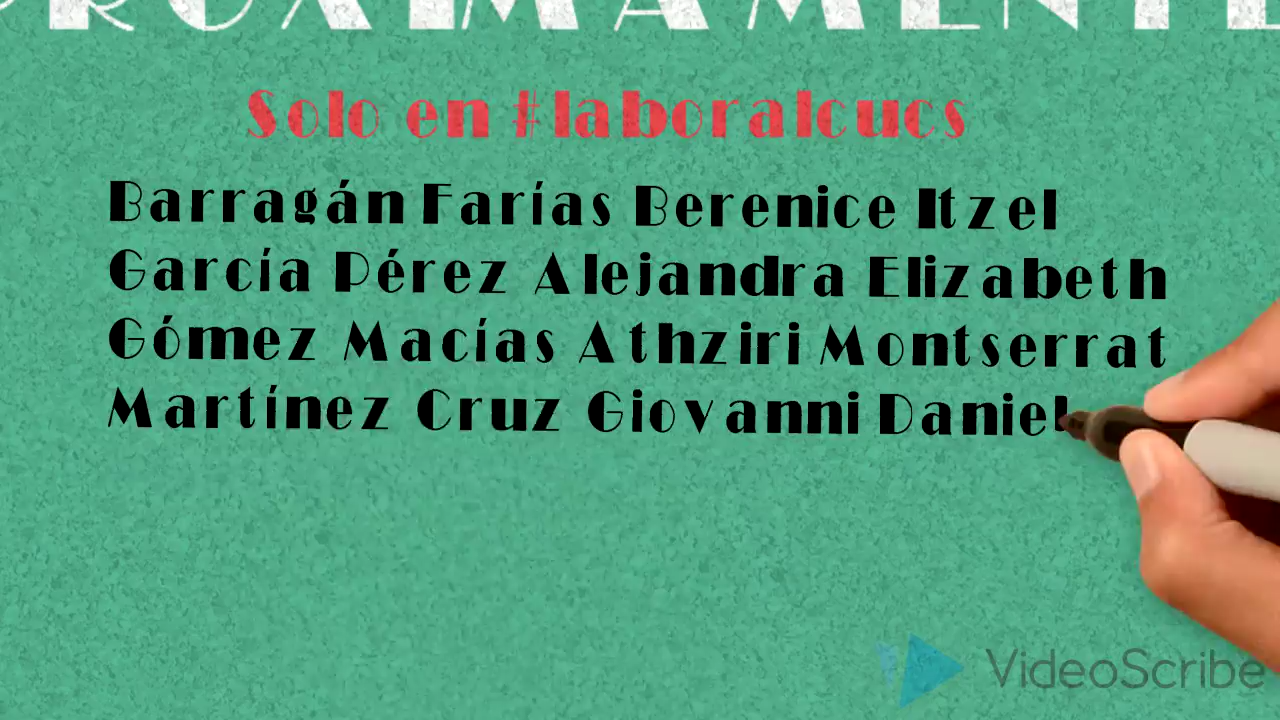 PROXIMAMENTE
Solo en #laboralcucs
Barragán Farías Berenice Itzel
García Pérez Alejandra Elizabeth
Gómez Macías Athziri Montserrat
Martínez Cruz Giovanni Daniel
VideoScribe